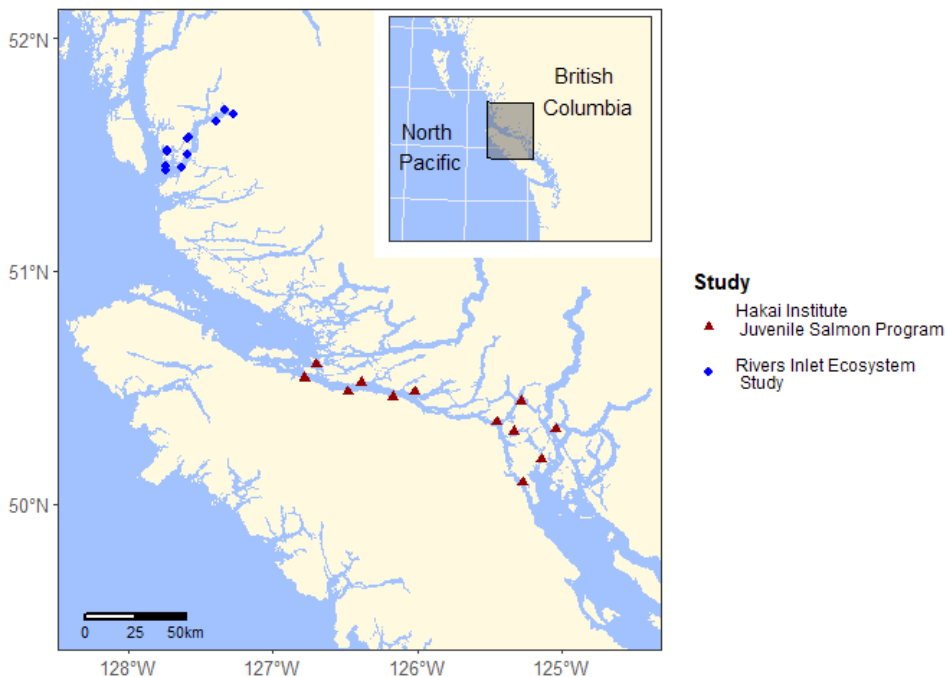 52°N
51°N
50°N
128°W
127°W
126°W
125°W
0 25 50km
British
Columbia
North
Pacific
Study
Hakai Institute
Juvenile Salmon Program
Rivers Inlet Ecosystem
Study